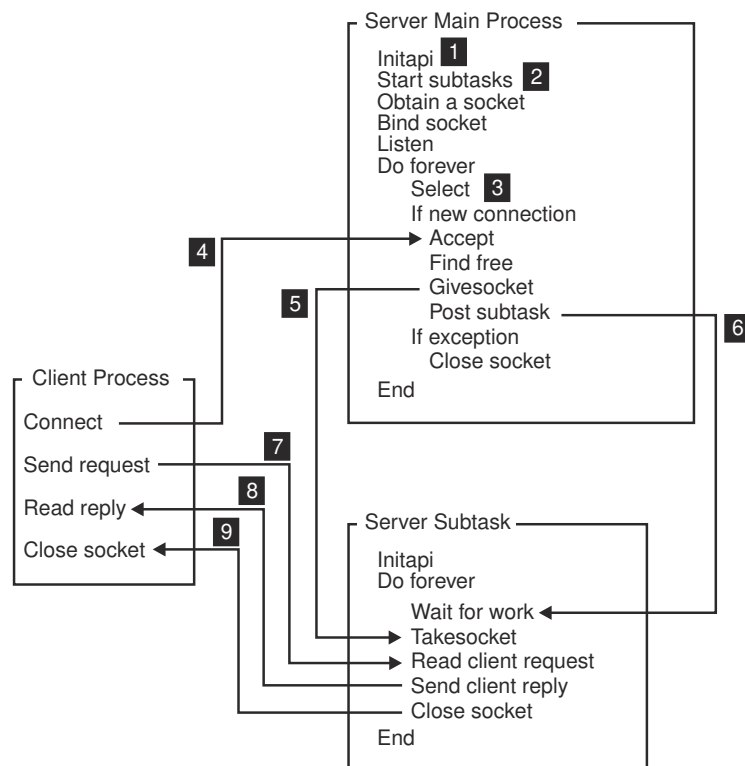 Server Main Process
Initapi 1
Start subtasks 2
Obtain a socket
Bind socket
Listen
Do forever
Select 3
If new connection
4 Accept
Find free
5 Givesocket
Post subtask 6
If exception
Close socket
End
Client Process
Connect
Send request 7
Read reply 8
Close socket 9
Server Subtask
Initapi
Do forever
Wait for work
Takesocket
Read client request
Send client reply
Close socket
End